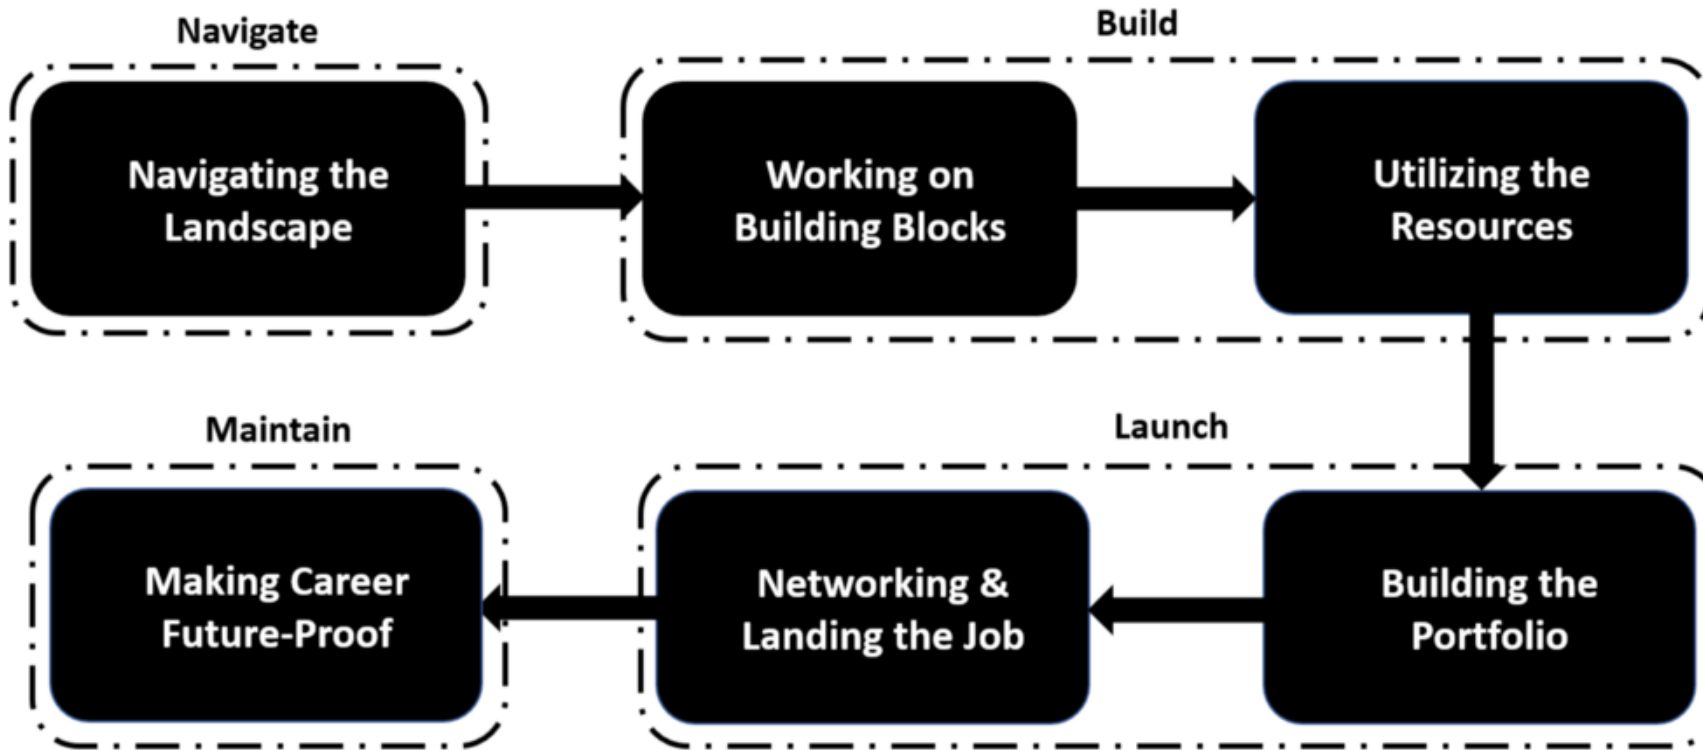 Navigate
Build
Navigating the
Landscape
Working on
Building Blocks
Utilizing the
Resources
Maintain
Launch
Making Career
Future-Proof
Networking &
Landing the Job
Building the
Portfolio